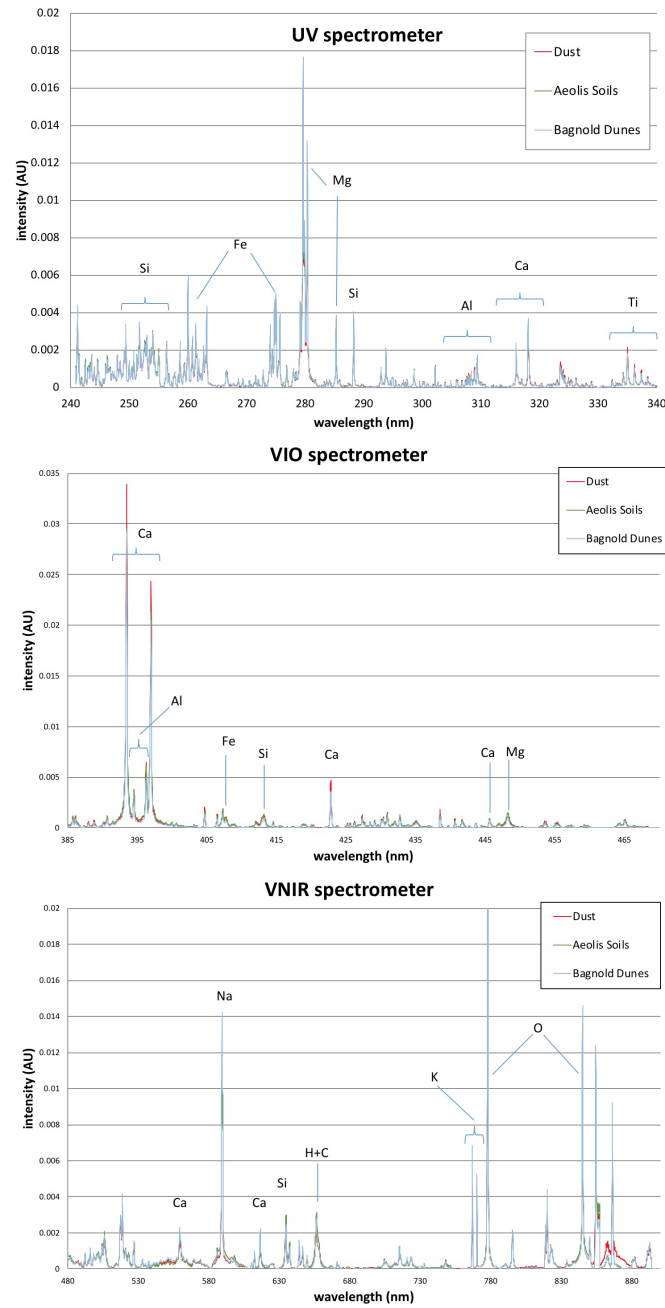 UV spectrometer
0.02
0.018
0.016
0.014
0.012
0.01
0.008
0.006
0.004
0.002
0
intensity (AU)
Dust
Aeolis Soils
Bagnold Dunes
Mg
Fe
Si
Si
Ca
Al
Ti
240 250 260 270 280 290 300 310 320 330 340
wavelength (nm)
VIO spectrometer
0.035
0.03
0.025
0.02
0.015
0.01
0.005
0
intensity (AU)
Dust
Aeolis Soils
Bagnold Dunes
Ca
Al
Fe
Si
Ca
Ca
Mg
385 395 405 415 425 435 445 455 465
wavelength (nm)
VNIR spectrometer
0.02
0.018
0.016
0.014
0.012
0.01
0.008
0.006
0.004
0.002
0
intensity (AU)
Dust
Aeolis Soils
Bagnold Dunes
Na
O
K
H+C
Si
Ca
Ca
480 530 580 630 680 730 780 830 880
wavelength (nm)